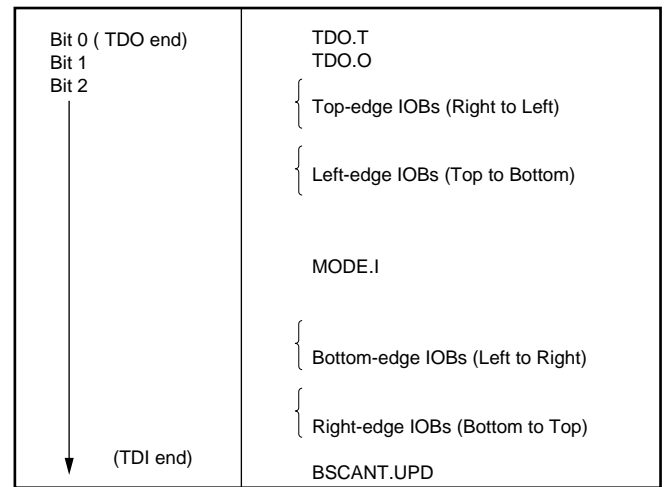 Bit 0 ( TDO end)
Bit 1
Bit 2
TDO.T
TDO.O
Top-edge IOBs (Right to Left)
Left-edge IOBs (Top to Bottom)
MODE.I
Bottom-edge IOBs (Left to Right)
Right-edge IOBs (Bottom to Top)
(TDI end)
BSCANT.UPD